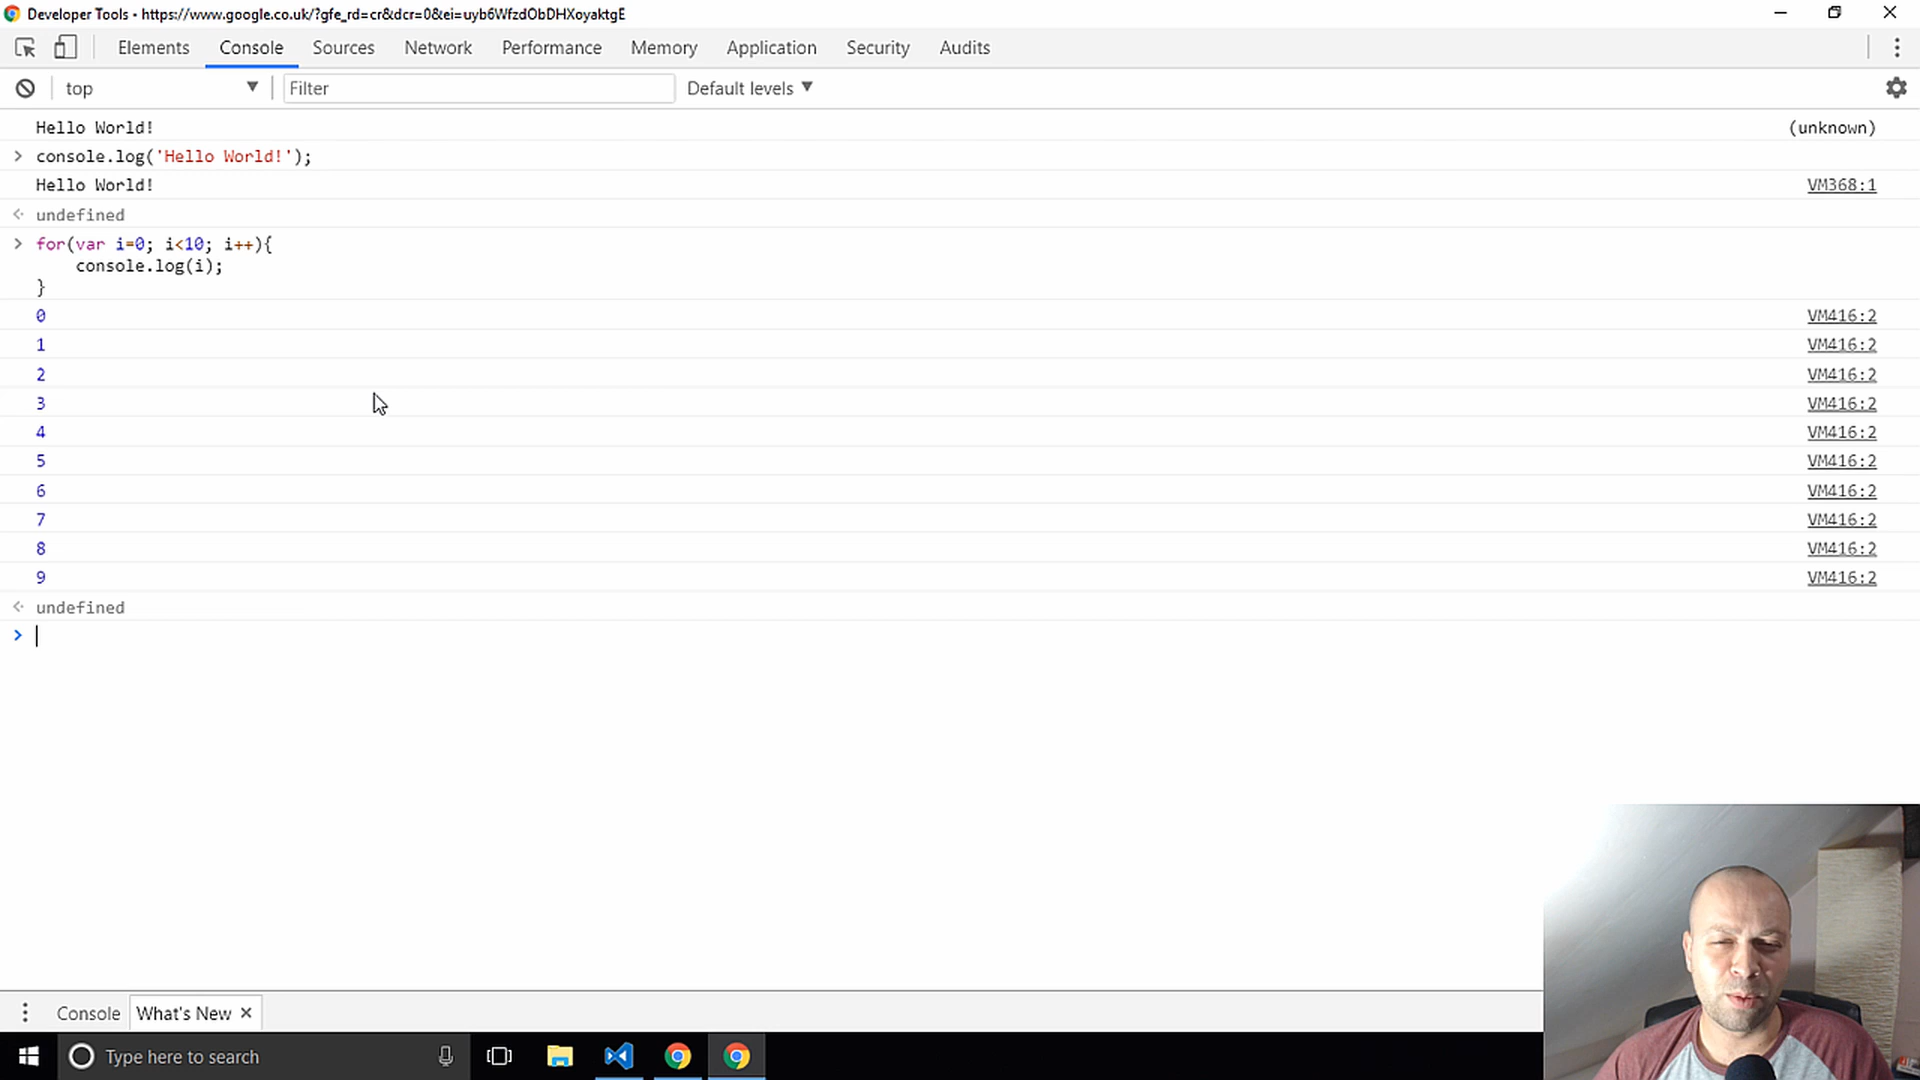 Developer Tools - https://www.google.co.uk/?gfe_rd=cr&dcr=0&ei=uyb6WfzdObDHXoyaktgE
Elements Console Sources Network Performance Memory Application Security Audits
top Filter Default levels
Hello World! (unknown)
> console.log('Hello World!');
Hello World! VM368:1
undefined
> for(var i=0; i<10; i++){
console.log(i);
}
0 VM416:2
1 VM416:2
2 VM416:2
3 VM416:2
4 VM416:2
5 VM416:2
6 VM416:2
7 VM416:2
8 VM416:2
9 VM416:2
undefined
>
Console What's New
Type here to search